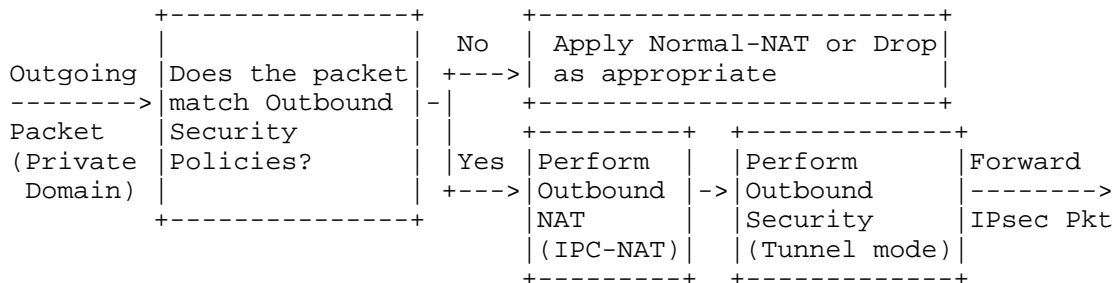 +---------------+       +-------------------------+
|               |  No   | Apply Normal-NAT or Drop|
Outgoing |Does the packet| +--->| as appropriate          |
-------->|match Outbound |-|    +-------------------------+
Packet   |Security       | |    +---------+  +-------------+
(Private |Policies?      | |Yes |Perform  |  |Perform      |Forward
Domain) |               | +--->|Outbound |->|Outbound     |-------->
+---------------+      |NAT      |  |Security     |IPsec Pkt
|(IPC-NAT)|  |(Tunnel mode)|
+---------+  +-------------+